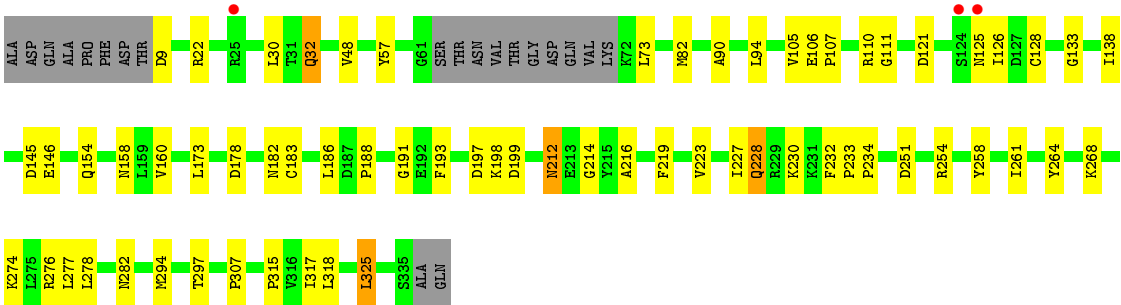 ALA ASP GLN ALA PRO PHE ASP THR D9 R22 R25 L30 T31 Q32 V48 Y57 G61 SER THR ASN VAL THR GLY ASP GLN VAL LYS K72 L73 M82 A90 L94 V105 E106 P107 R110 G111 D121 S124 N125 I126 D127 C128 G133 I138
D145 E146 Q154 N158 L159 V160 L173 D178 N182 C183 L186 D187 P188 G191 E192 F193 D197 K198 D199 N212 E213 G214 Y215 A216 F219 V223 I227 Q228 R229 K230 K231 F232 P233 P234 D251 R254 Y258 I261 Y264 K268
K274 L275 R276 L277 L278 N282 M294 T297 P307 P315 V316 I317 L318 L325 S335 ALA GLN